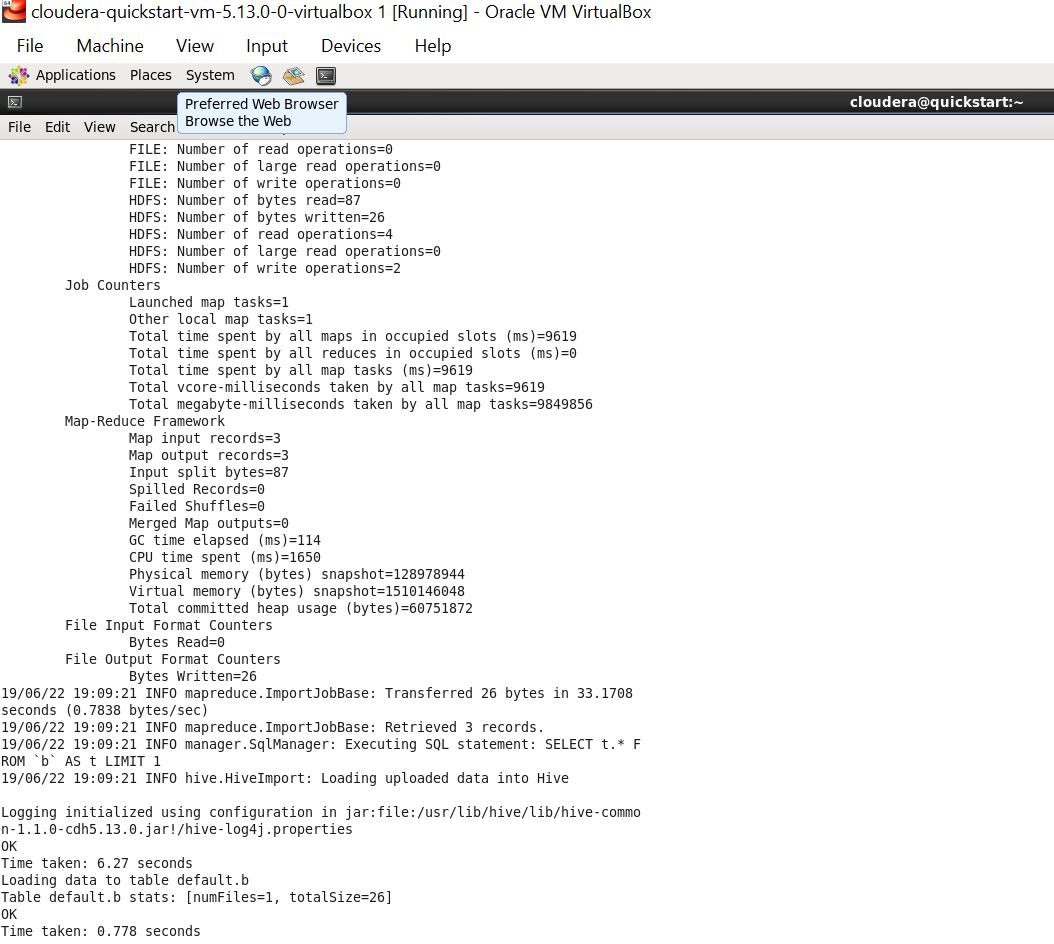 cloudera-quickstart-vm-5.13.0-0-virtualbox 1 [Running] - Oracle VM VirtualBox
File Machine View Input Devices Help
Applications Places System
Preferred Web Browser
Browse the Web
cloudera@quickstart:~
File Edit View Search
FILE: Number of read operations=0
FILE: Number of large read operations=0
FILE: Number of write operations=0
HDFS: Number of bytes read=87
HDFS: Number of bytes written=26
HDFS: Number of read operations=4
HDFS: Number of large read operations=0
HDFS: Number of write operations=2
Job Counters
Launched map tasks=1
Other local map tasks=1
Total time spent by all maps in occupied slots (ms)=9619
Total time spent by all reduces in occupied slots (ms)=0
Total time spent by all map tasks (ms)=9619
Total vcore-milliseconds taken by all map tasks=9619
Total megabyte-milliseconds taken by all map tasks=9849856
Map-Reduce Framework
Map input records=3
Map output records=3
Input split bytes=87
Spilled Records=0
Failed Shuffles=0
Merged Map outputs=0
GC time elapsed (ms)=114
CPU time spent (ms)=1650
Physical memory (bytes) snapshot=128978944
Virtual memory (bytes) snapshot=1510146048
Total committed heap usage (bytes)=60751872
File Input Format Counters
Bytes Read=0
File Output Format Counters
Bytes Written=26
19/06/22 19:09:21 INFO mapreduce.ImportJobBase: Transferred 26 bytes in 33.1708
seconds (0.7838 bytes/sec)
19/06/22 19:09:21 INFO mapreduce.ImportJobBase: Retrieved 3 records.
19/06/22 19:09:21 INFO manager.SqlManager: Executing SQL statement: SELECT t.* F
ROM `b` AS t LIMIT 1
19/06/22 19:09:21 INFO hive.HiveImport: Loading uploaded data into Hive
Logging initialized using configuration in jar:file:/usr/lib/hive/lib/hive-commo
n-1.1.0-cdh5.13.0.jar!/hive-log4j.properties
OK
Time taken: 6.27 seconds
Loading data to table default.b
Table default.b stats: [numFiles=1, totalSize=26]
OK
Time taken: 0.778 seconds